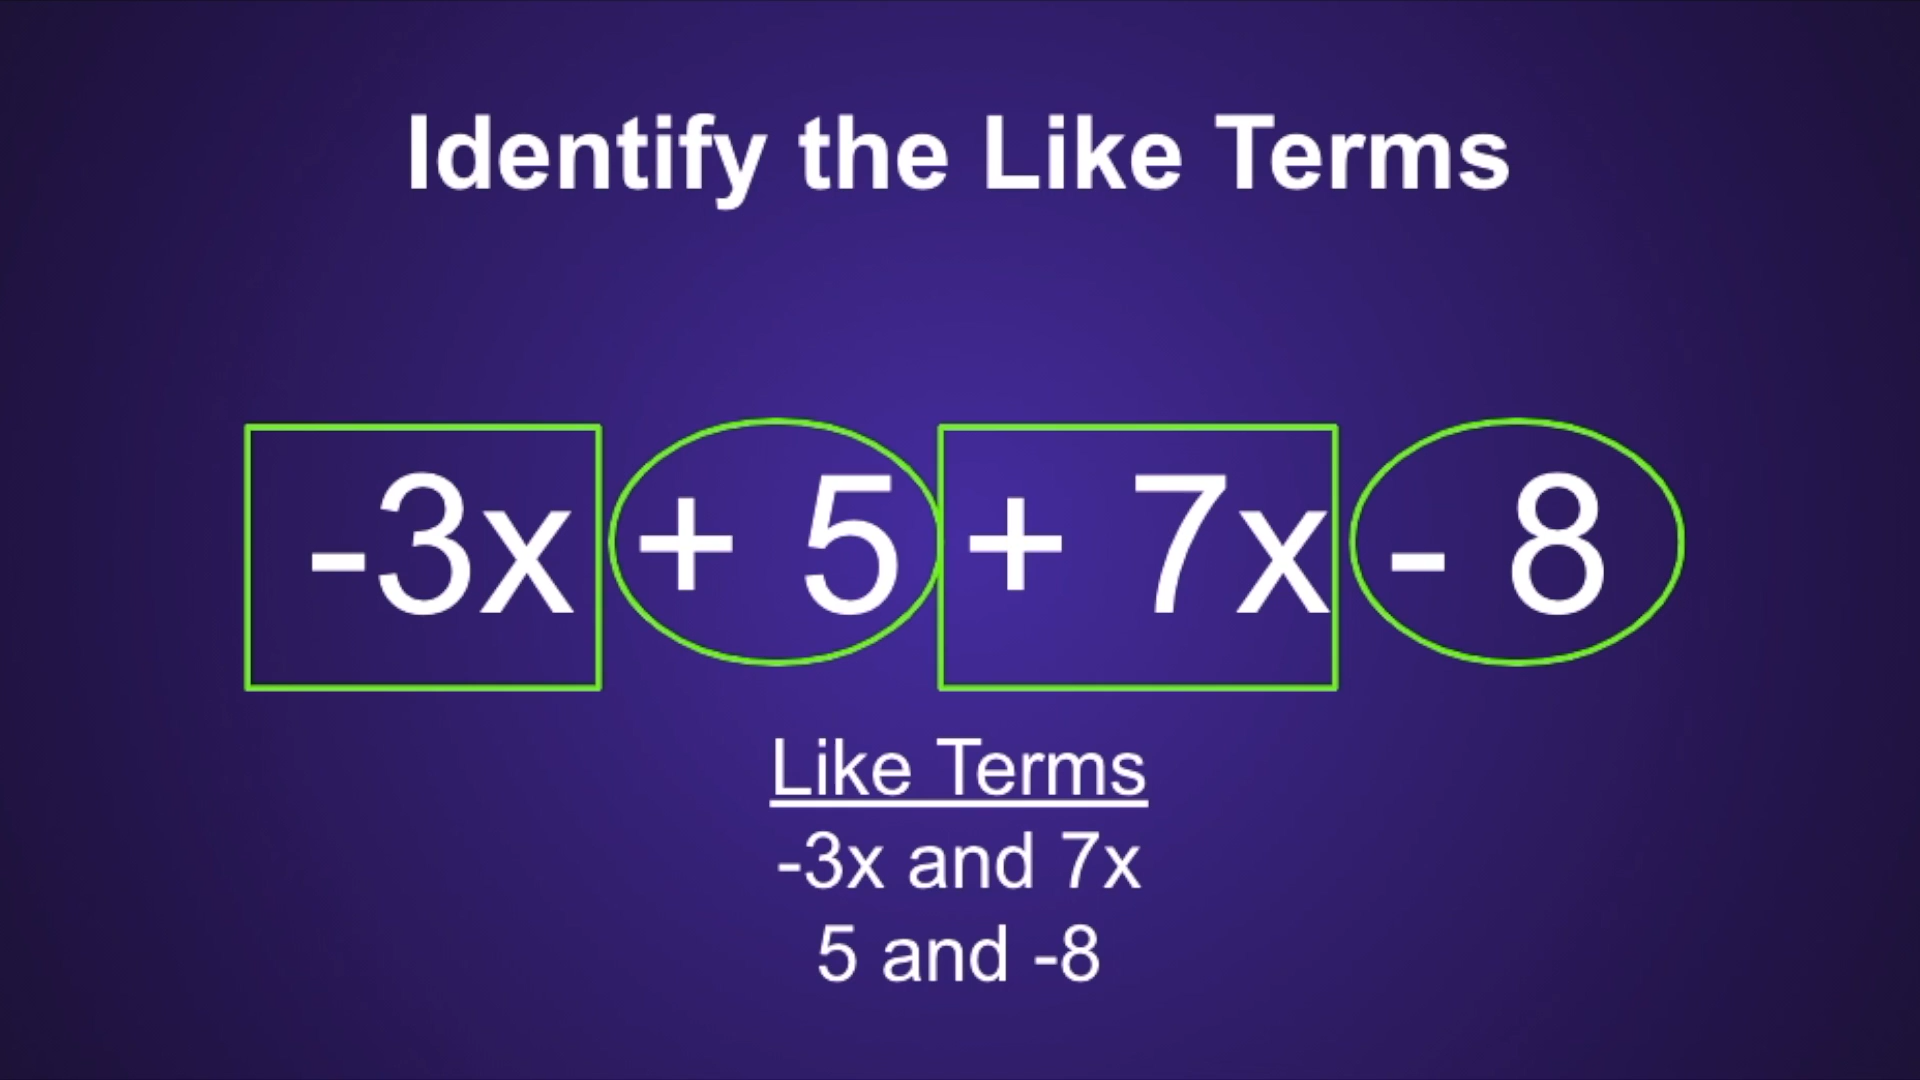 Identify the Like Terms
-3x + 5 + 7x - 8
Like Terms
-3x and 7x
5 and -8